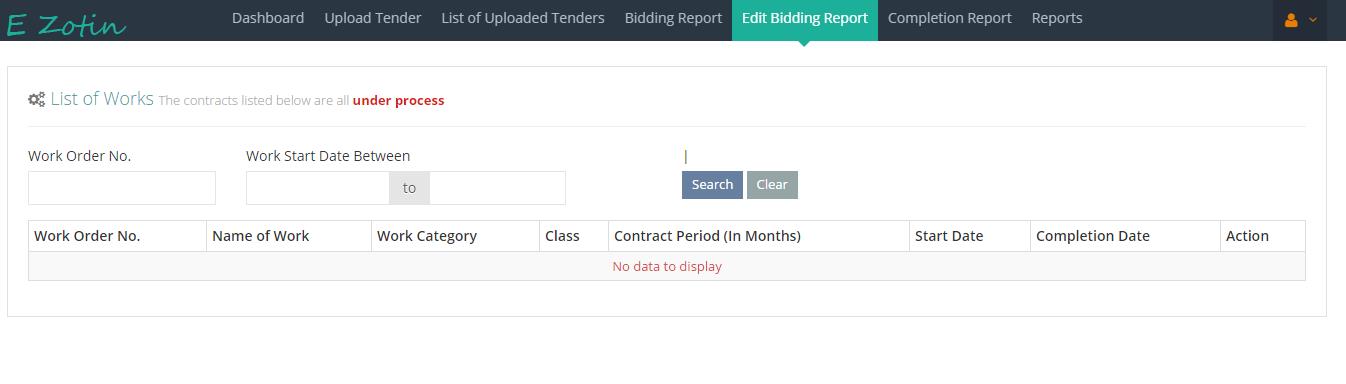 E Zotin
Dashboard Upload Tender List of Uploaded Tenders Bidding Report Edit Bidding Report Completion Report Reports
List of Works The contracts listed below are all under process
Work Order No. Work Start Date Between |
to Search Clear
Work Order No. Name of Work Work Category Class Contract Period (In Months) Start Date Completion Date Action
No data to display